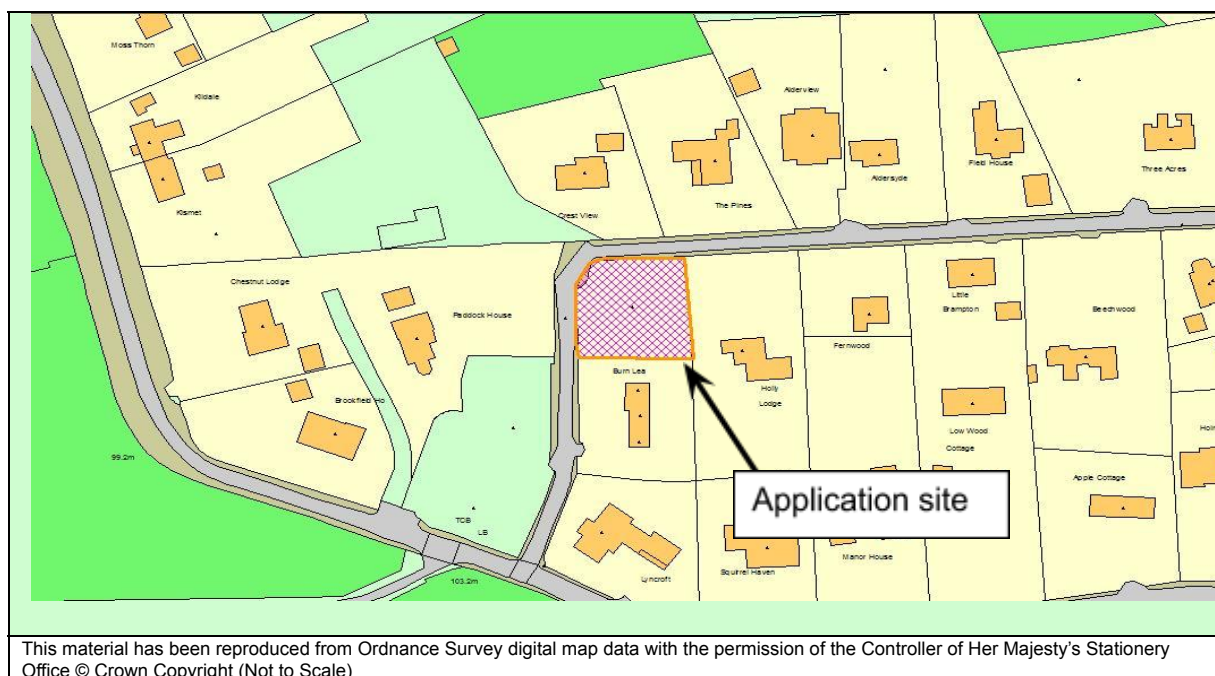 Moss Thorn
Kildale
Kismet
Alderview
Aldersyde
Field House
Three Acres
Crest View
The Pines
Chestnut Lodge
Paddock House
Brookfield Ho
Burn Lea
Holly
Lodge
Fernwood
Little
Brampton
Beechwood
Low Wood
Cottage
Apple Cottage
99.2m
TCB
LB
103.2m
Lyncroft
Squirrel Haven
Manor House
Application site
This material has been reproduced from Ordnance Survey digital map data with the permission of the Controller of Her Majesty's Stationery
Office © Crown Copyright (Not to Scale)